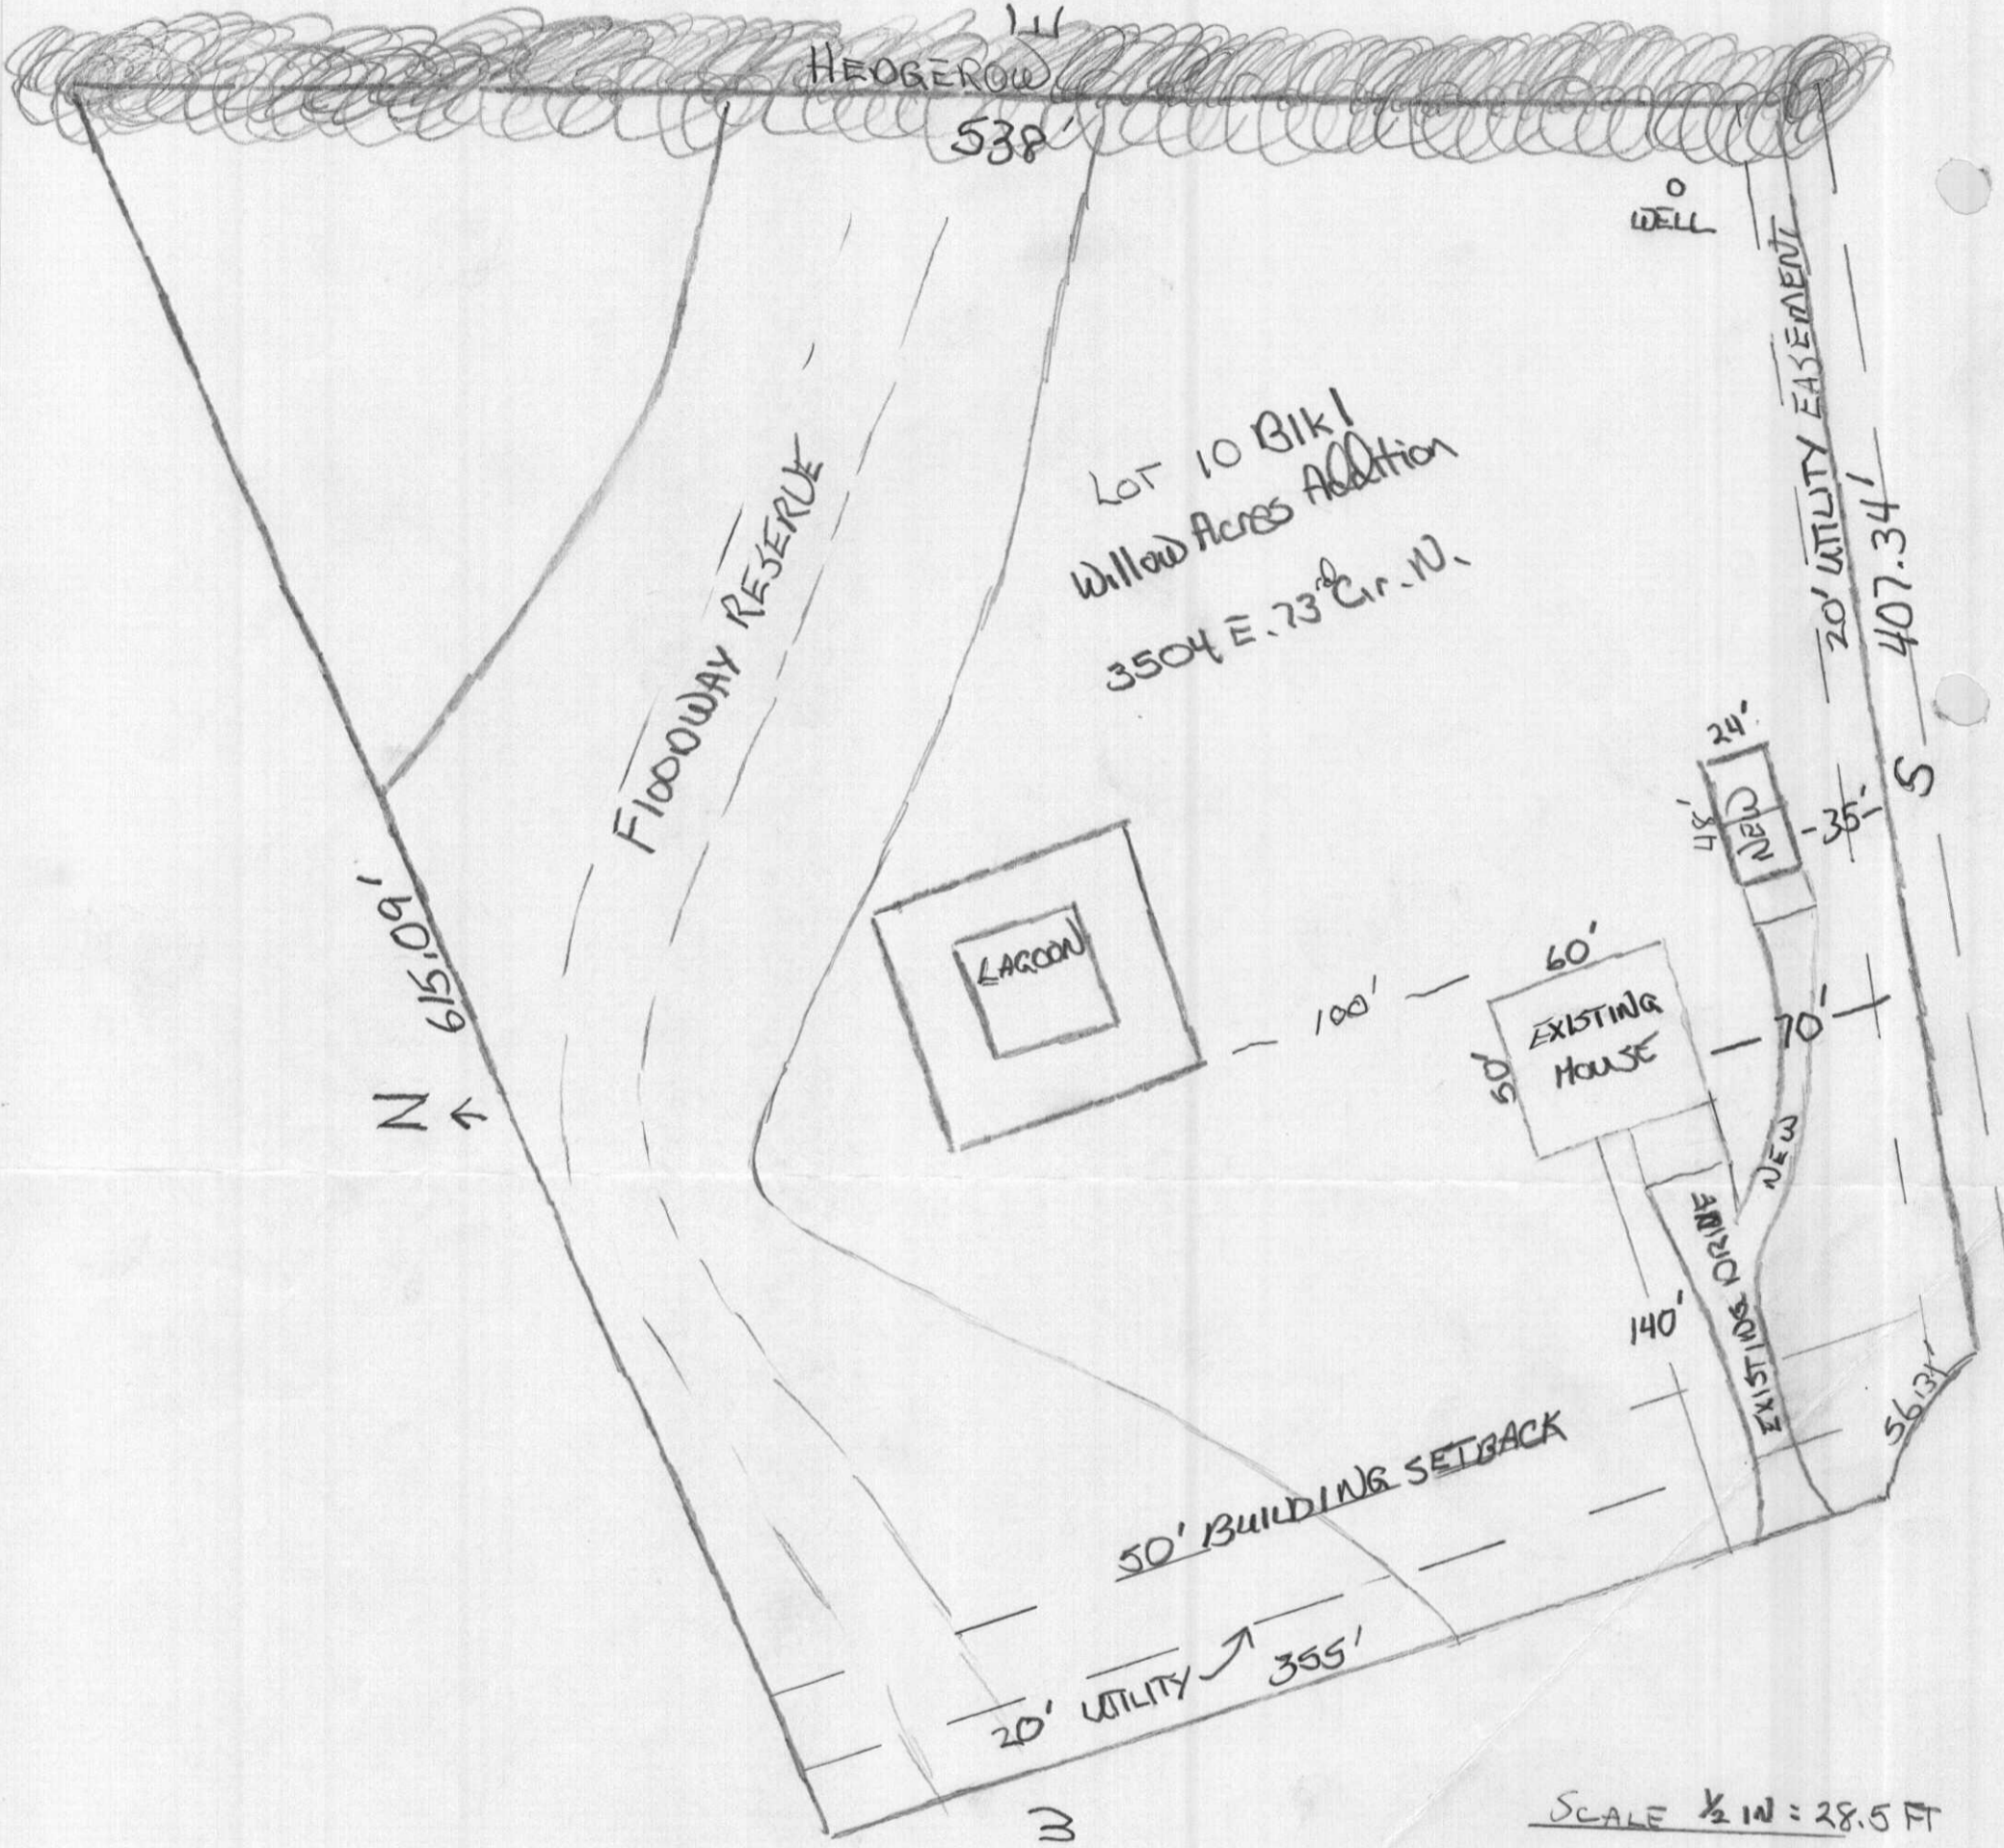 E
HEDGEROW
538'
WELL
20' UTILITY EASEMENT
407.34'
S
Lot 10 Blk 1
Willow Acres Addition
3504 E. 73rd Cir. N.
FLOODWAY RESERVE
615.09'
N
24'
48'
NEW
35'
LAGOON
100'
60'
50'
EXISTING
HOUSE
70'
NEW
EXISTING DRIVE
140'
56.31'
50' BUILDING SETBACK
20' UTILITY
355'
W
SCALE ½ IN = 28.5 FT